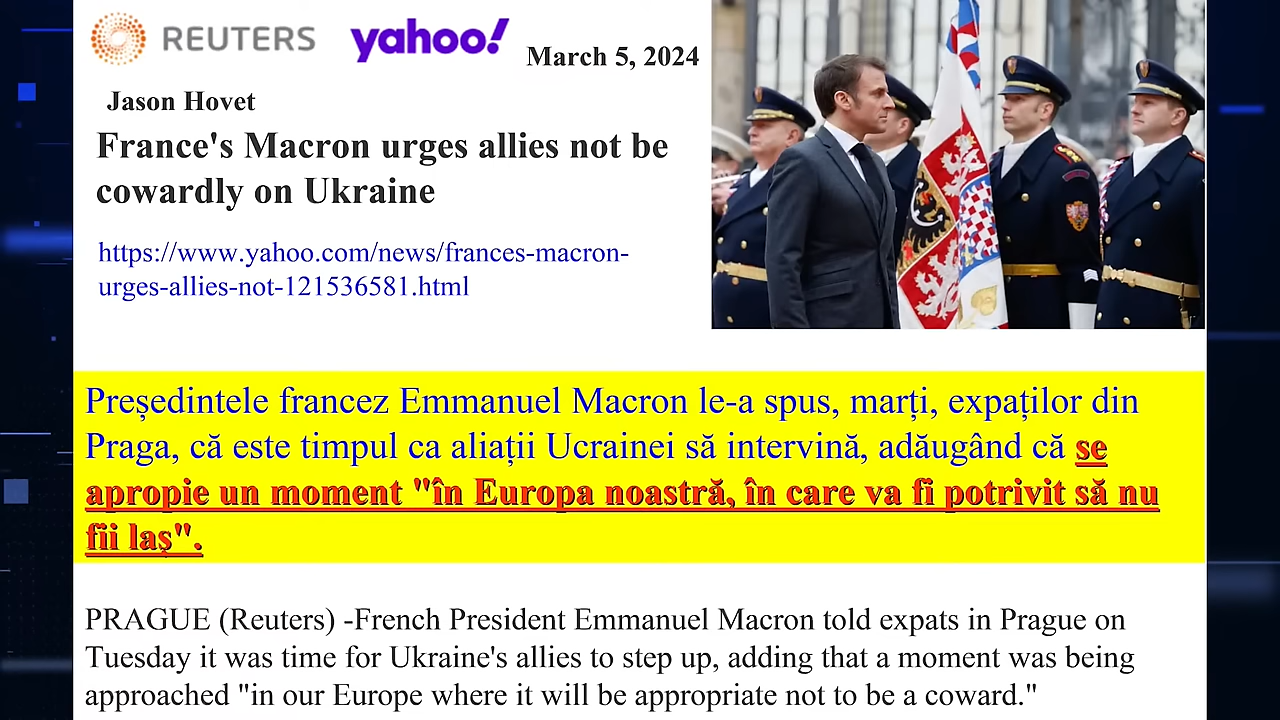 REUTERS yahoo! March 5, 2024
Jason Hovet
France's Macron urges allies not be
cowardly on Ukraine
https://www.yahoo.com/news/frances-macron-
urges-allies-not-121536581.html
Președintele francez Emmanuel Macron le-a spus, marți, expaților din
Praga, că este timpul ca aliații Ucrainei să intervină, adăugând că se
apropie un moment "în Europa noastră, în care va fi potrivit să nu
fii laș".
PRAGUE (Reuters) -French President Emmanuel Macron told expats in Prague on
Tuesday it was time for Ukraine's allies to step up, adding that a moment was being
approached "in our Europe where it will be appropriate not to be a coward."